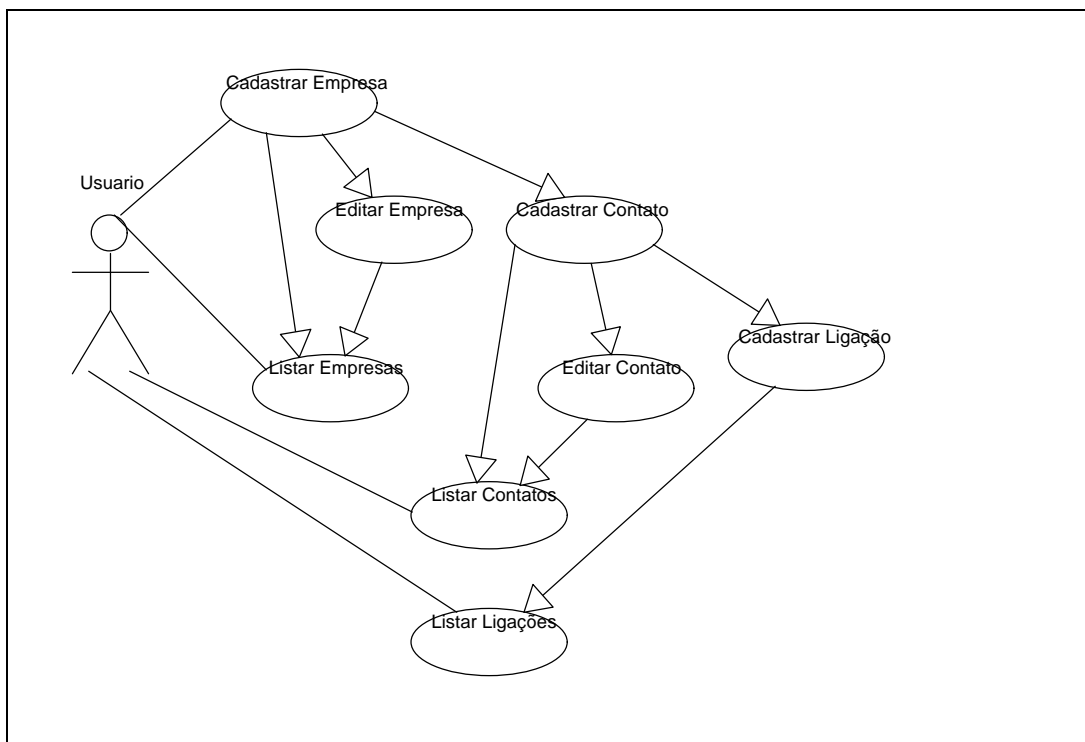 Cadastrar Empresa
Usuario
Editar Empresa
Cadastrar Contato
Cadastrar Ligação
Listar Empresas
Editar Contato
Listar Contatos
Listar Ligações